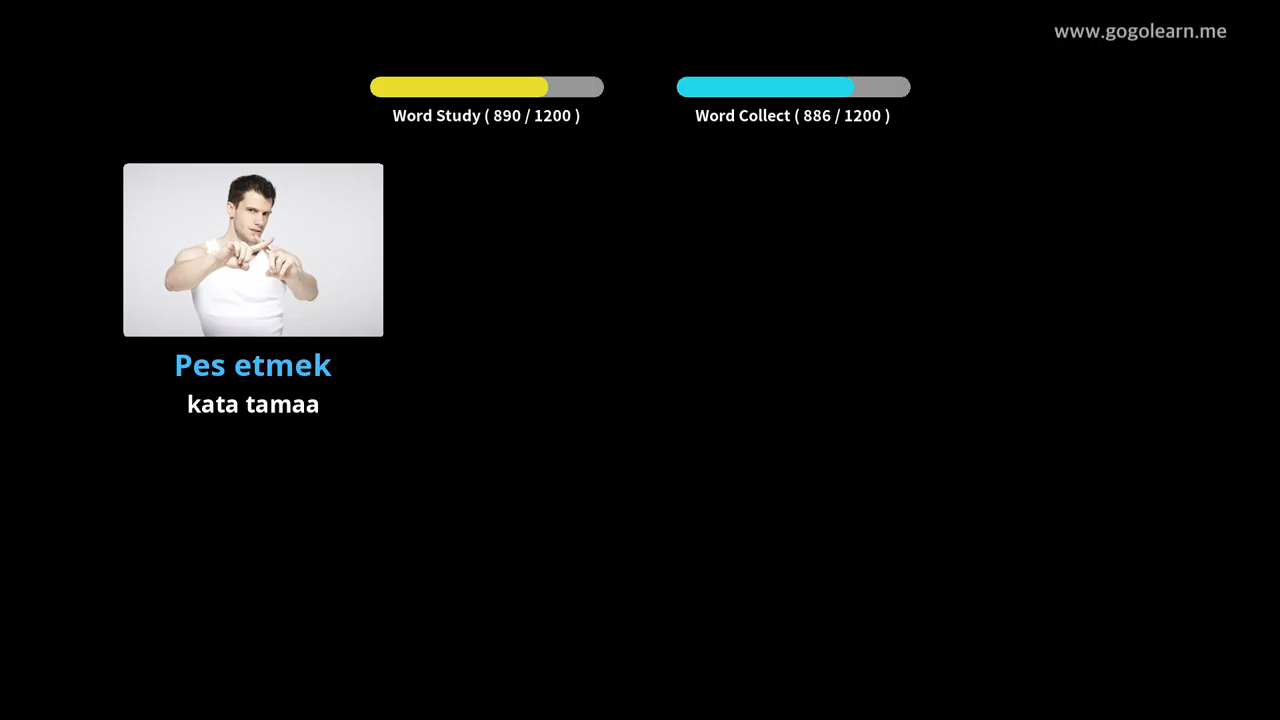 www.gogolearn.me
Word Study ( 890 / 1200 )
Word Collect ( 886 / 1200 )
Pes etmek
kata tamaa